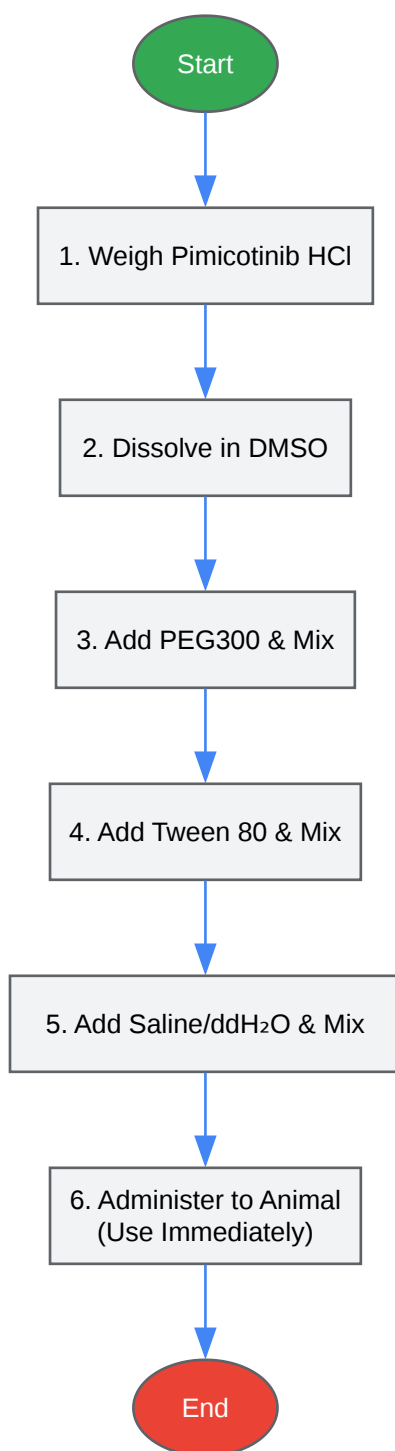 Start
1. Weigh Pimicotinib HCl
2. Dissolve in DMSO
3. Add PEG300 & Mix
4. Add Tween 80 & Mix
5. Add Saline/ddH₂O & Mix
6. Administer to Animal
(Use Immediately)
End